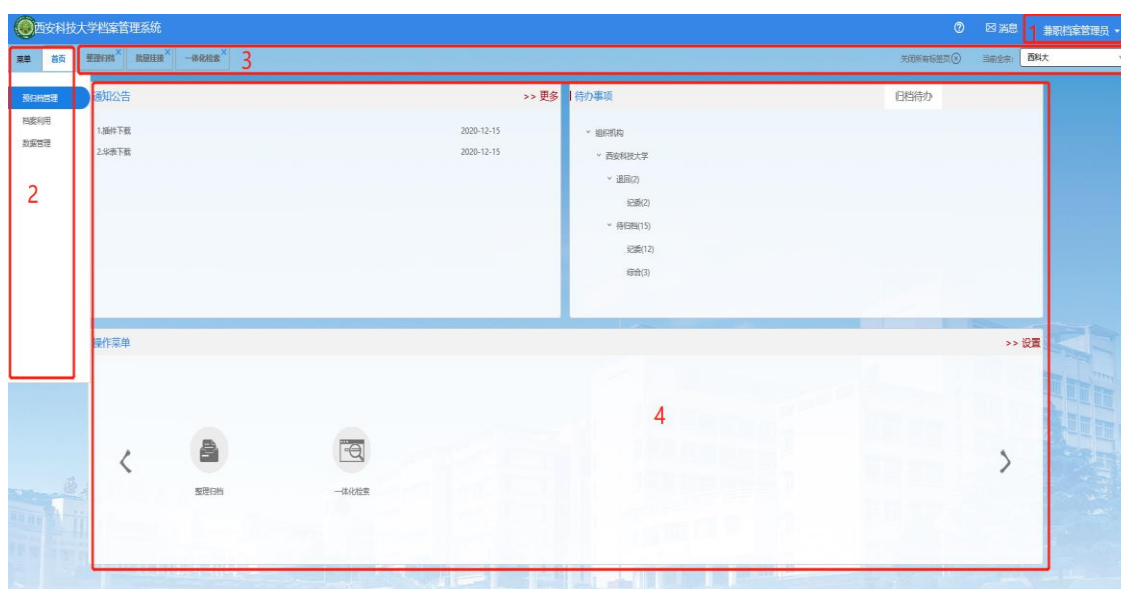 西安科技大学档案管理系统
消息
1
兼职档案管理员
菜单
首页
整理归档
批量挂接
一体化检索
3
关闭所有标签页
当前全宗:
西科大
预归档管理
档案利用
数据管理
2
通知公告
>> 更多
1.插件下载
2020-12-15
2.华表下载
2020-12-15
待办事项
归档待办
组织机构
西安科技大学
退回(2)
纪委(2)
待归档(15)
纪委(12)
综合(3)
操作菜单
>> 设置
4
整理归档
一体化检索